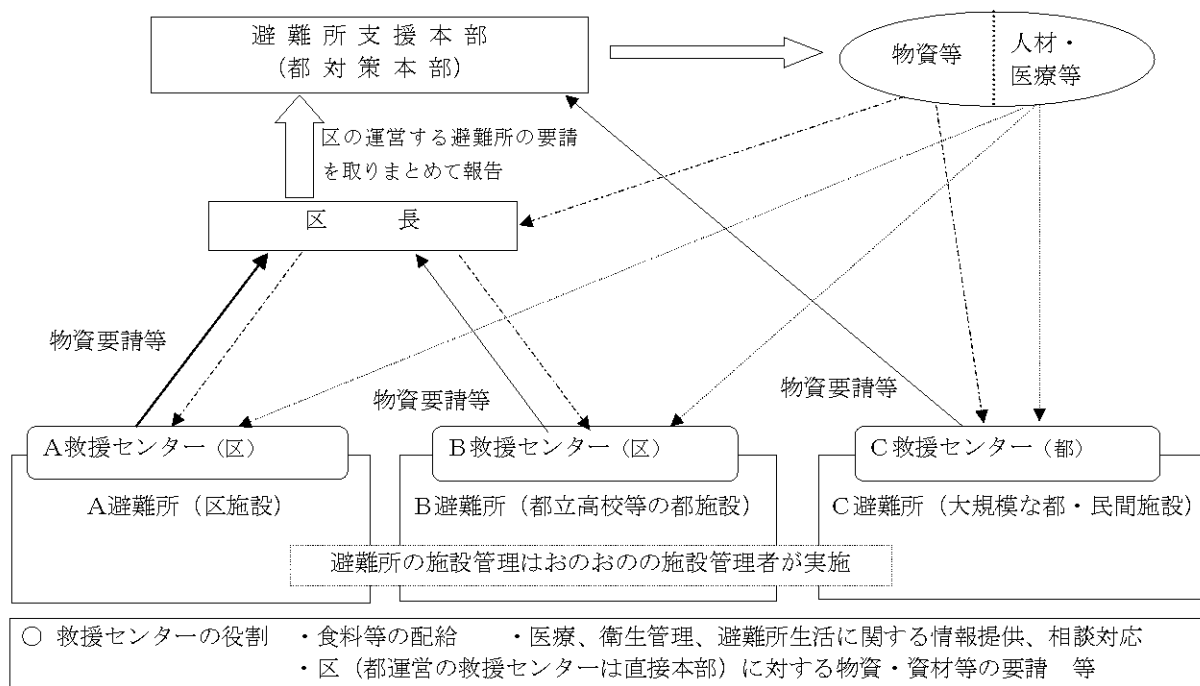 避難所支援本部
（都対策本部）
物資等
人材・
医療等
区の運営する避難所の要請
を取りまとめて報告
区　　長
物資要請等
物資要請等
物資要請等
A救援センター（区）
B救援センター（区）
C救援センター（都）
A避難所（区施設）
B避難所（都立高校等の都施設）
C避難所（大規模な都・民間施設）
避難所の施設管理はおのおのの施設管理者が実施
○ 救援センターの役割　・食料等の配給　　・医療、衛生管理、避難所生活に関する情報提供、相談対応
・区（都運営の救援センターは直接本部）に対する物資・資材等の要請　等